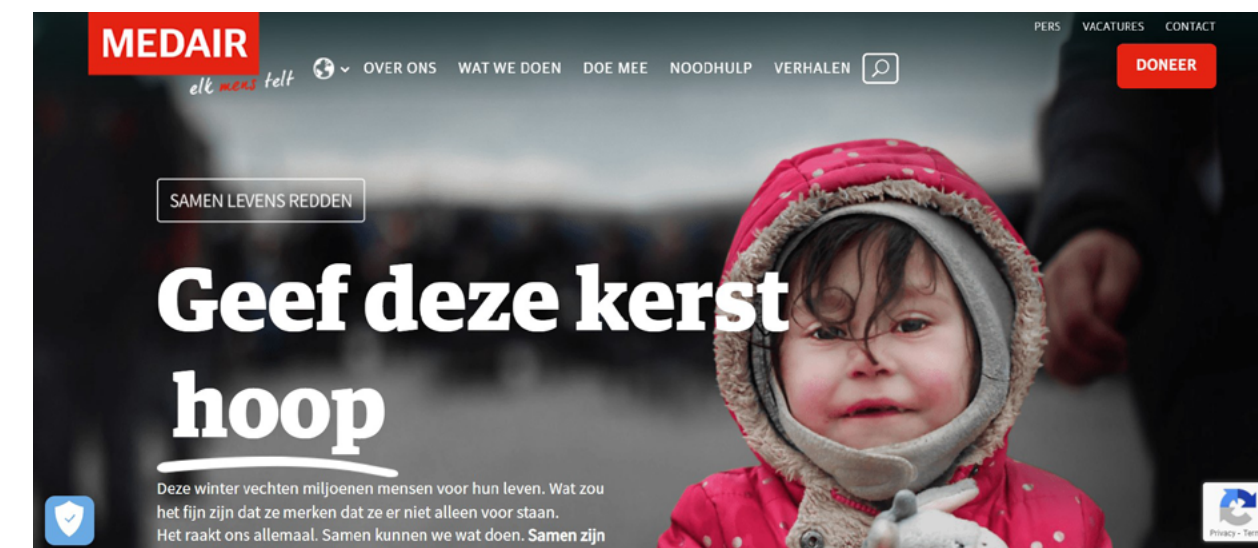 PERS VACATURES CONTACT
MEDAIR
elk mens telt
OVER ONS WAT WE DOEN DOE MEE NOODHULP VERHALEN
DONEER
SAMEN LEVENS REDDEN
Geef deze kerst
hoop
Deze winter vechten miljoenen mensen voor hun leven. Wat zou
het fijn zijn dat ze merken dat ze er niet alleen voor staan.
Het raakt ons allemaal. Samen kunnen we wat doen. Samen zijn
Privacy -